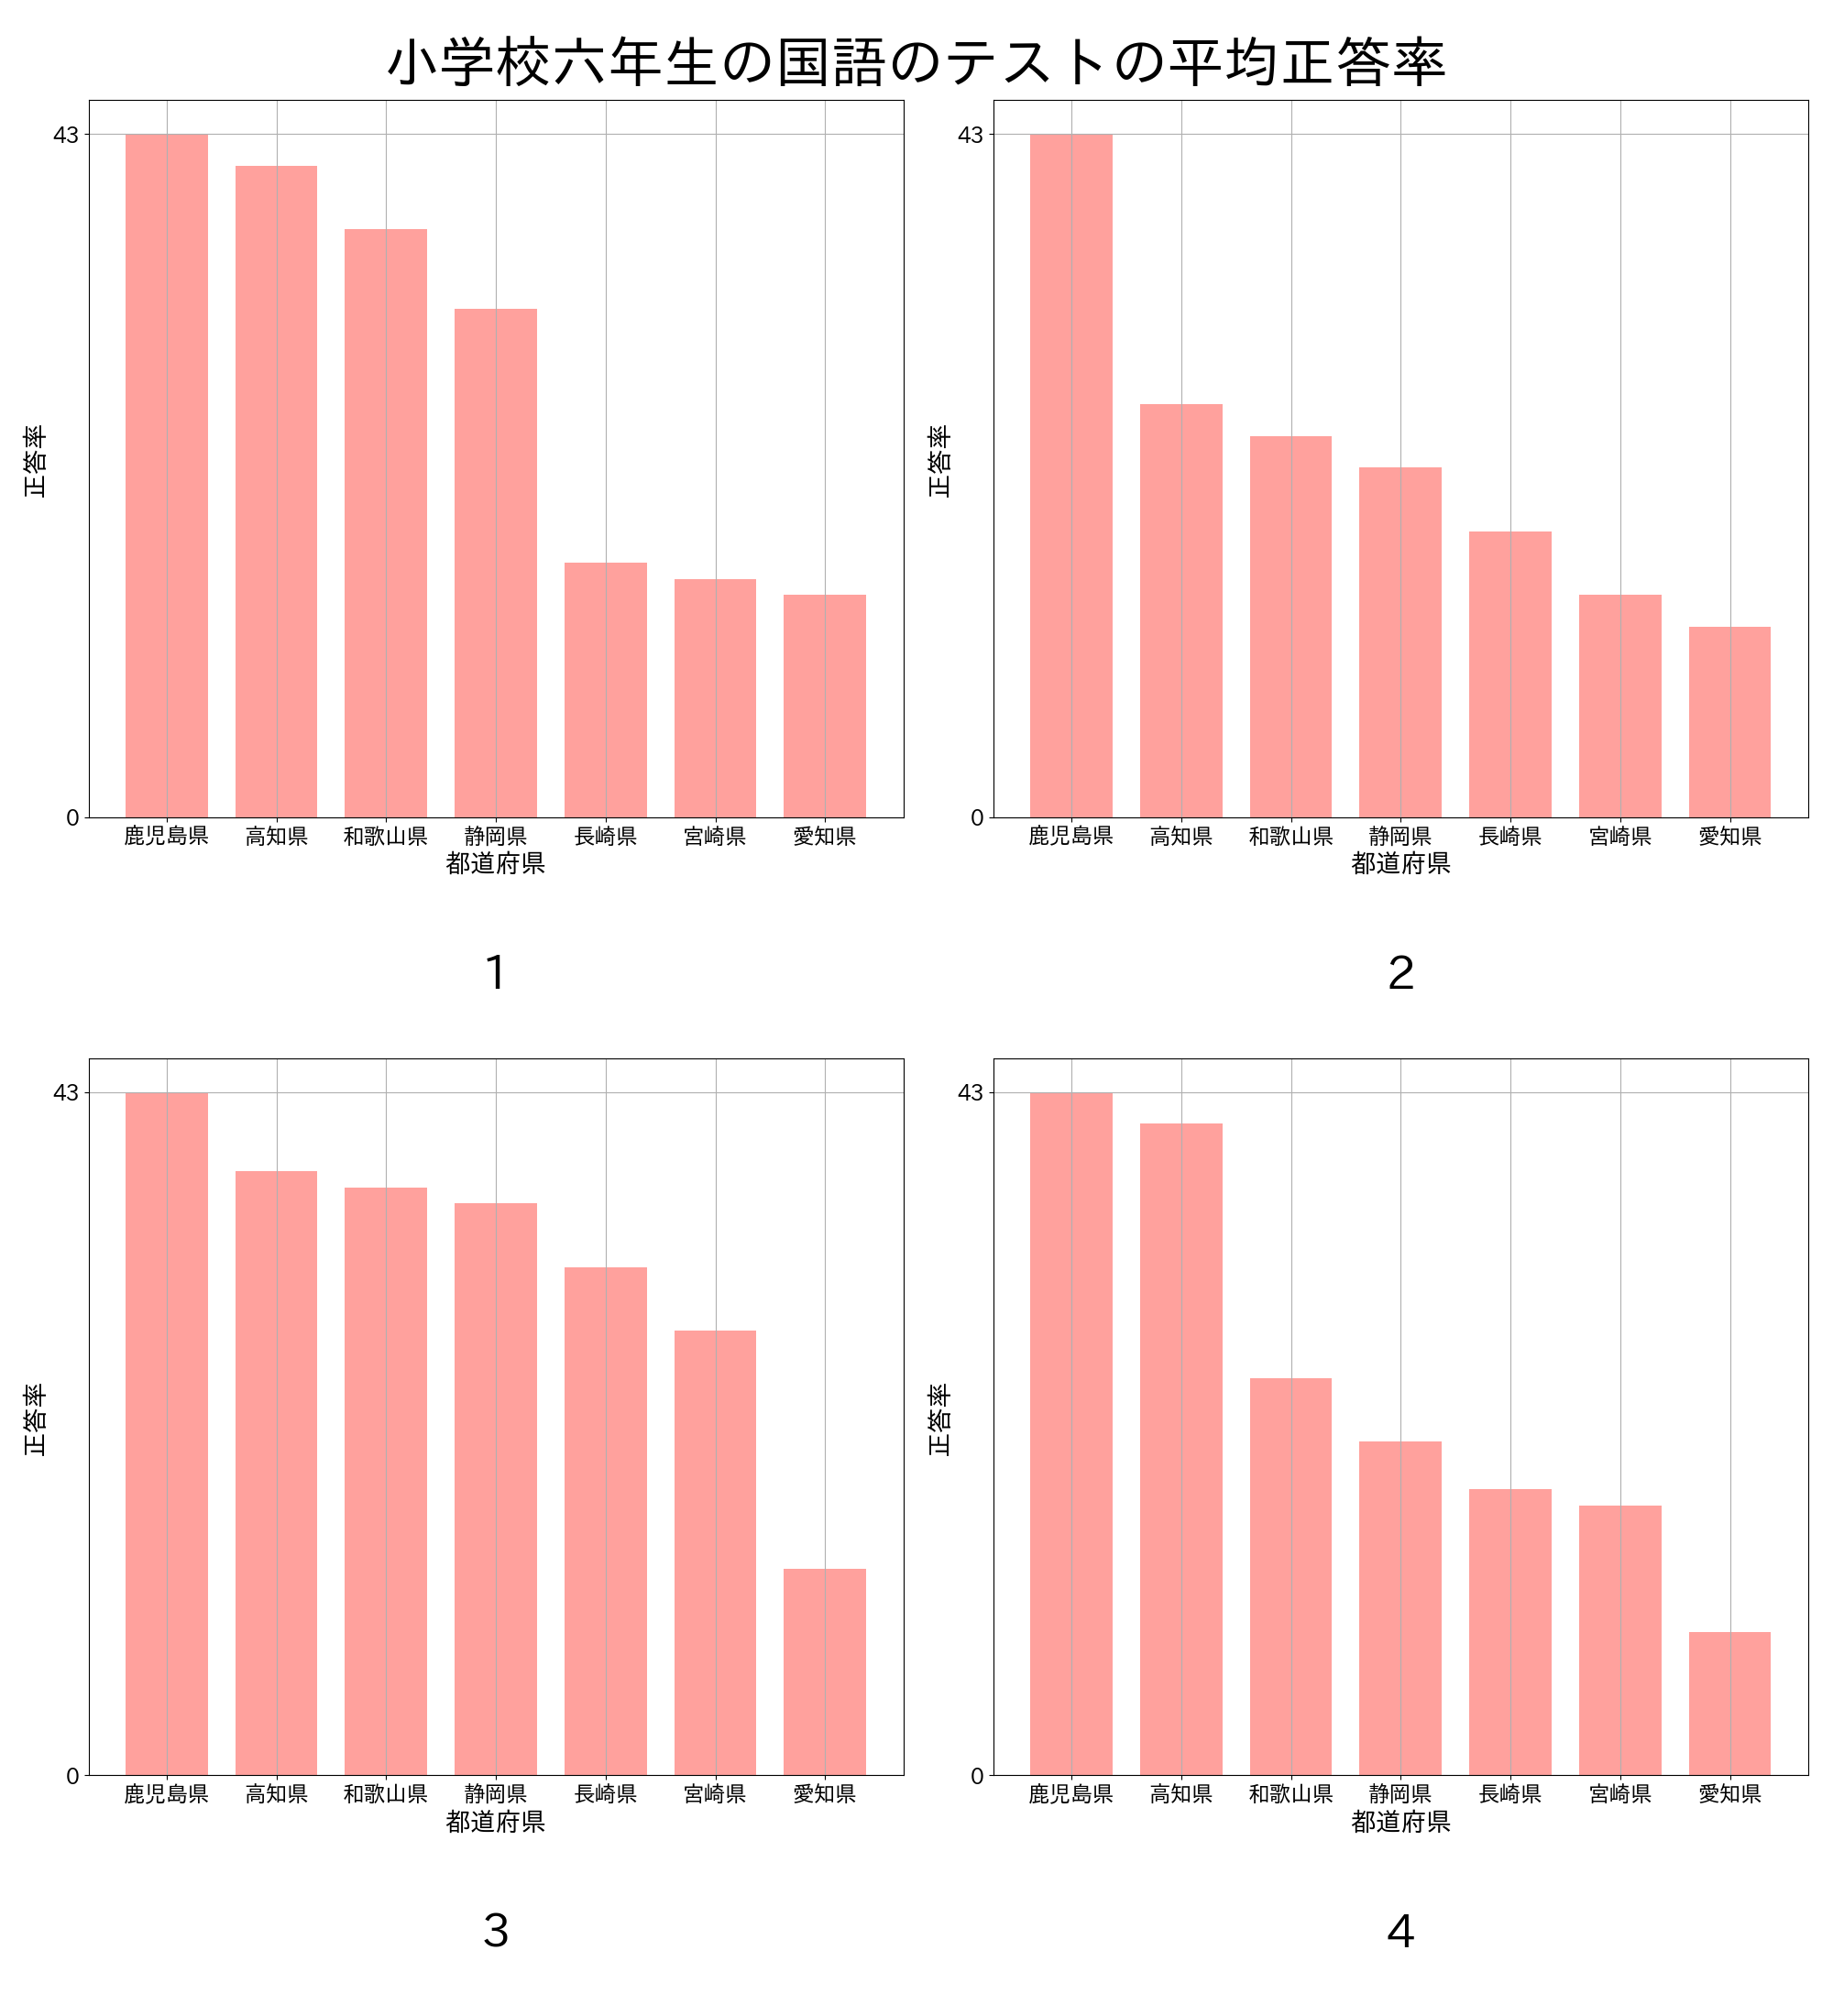 小学校六年生の国語のテストの平均正答率
43
0
正答率
鹿児島県 高知県 和歌山県 静岡県 長崎県 宮崎県 愛知県
都道府県
1
43
0
正答率
鹿児島県 高知県 和歌山県 静岡県 長崎県 宮崎県 愛知県
都道府県
2
43
0
正答率
鹿児島県 高知県 和歌山県 静岡県 長崎県 宮崎県 愛知県
都道府県
3
43
0
正答率
鹿児島県 高知県 和歌山県 静岡県 長崎県 宮崎県 愛知県
都道府県
4